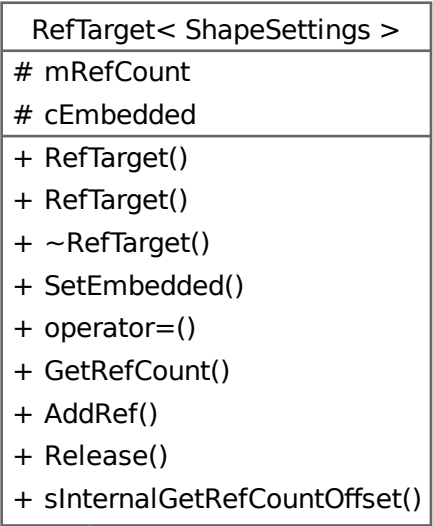 RefTarget< ShapeSettings >
# mRefCount
# cEmbedded
+ RefTarget()
+ RefTarget()
+ ~RefTarget()
+ SetEmbedded()
+ operator=()
+ GetRefCount()
+ AddRef()
+ Release()
+ sInternalGetRefCountOffset()